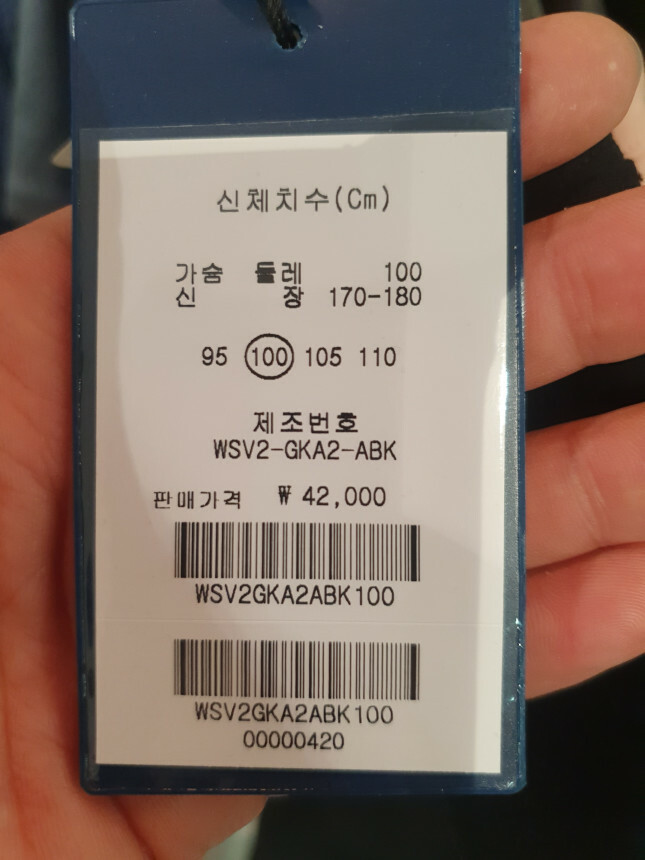 신체치수(Cm)
가슴 둘레 100
신 장 170-180
95 100 105 110
제조번호
WSV2-GKA2-ABK
판매가격 ₩ 42,000
WSV2GKA2ABK100
WSV2GKA2ABK100
00000420